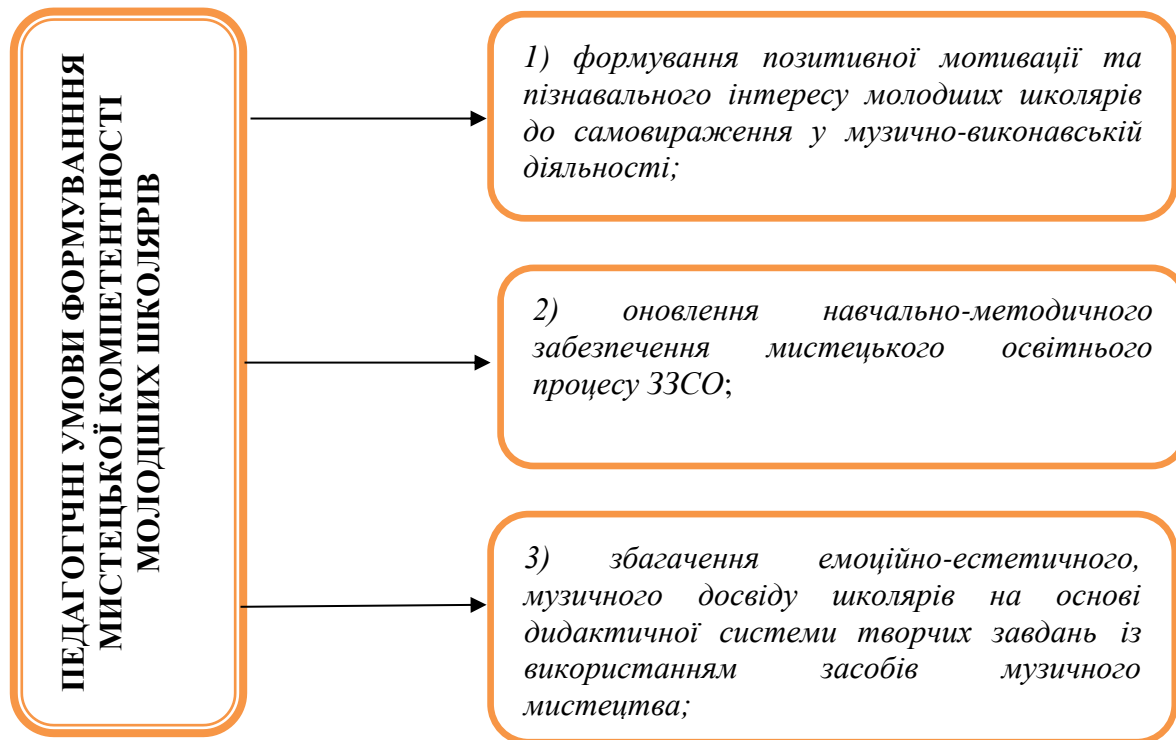 ПЕДАГОГІЧНІ УМОВИ ФОРМУВАНННЯ
МИСТЕЦЬКОЇ КОМПЕТЕНТНОСТІ
МОЛОДШИХ ШКОЛЯРІВ
1) формування позитивної мотивації та
пізнавального інтересу молодших школярів
до самовираження у музично-виконавській
діяльності;
2) оновлення навчально-методичного
забезпечення мистецького освітнього
процесу ЗЗСО;
3) збагачення емоційно-естетичного,
музичного досвіду школярів на основі
дидактичної системи творчих завдань із
використанням засобів музичного
мистецтва;